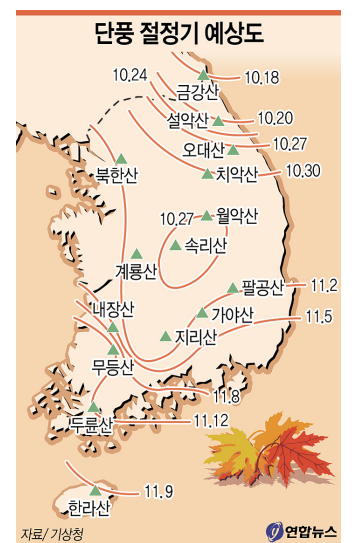 단풍 절정기 예상도
10.24
10.18
금강산
설악산
10.20
오대산
10.27
북한산
치악산
10.30
10.27
월악산
속리산
계룡산
팔공산
11.2
내장산
가야산
11.5
지리산
무등산
11.8
두륜산
11.12
11.9
한라산
자료/ 기상청
연합뉴스